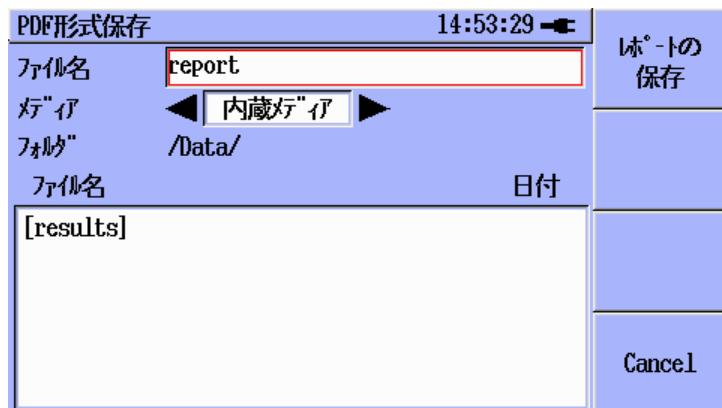 PDF形式保存 14:53:29
ﾌｧｲﾙ名 report
ﾒﾃﾞｨｱ 内蔵ﾒﾃﾞｨｱ
ﾌｫﾙﾀﾞ /Data/
ﾌｧｲﾙ名 日付
[results]
ﾚﾎﾟｰﾄの
保存
Cancel